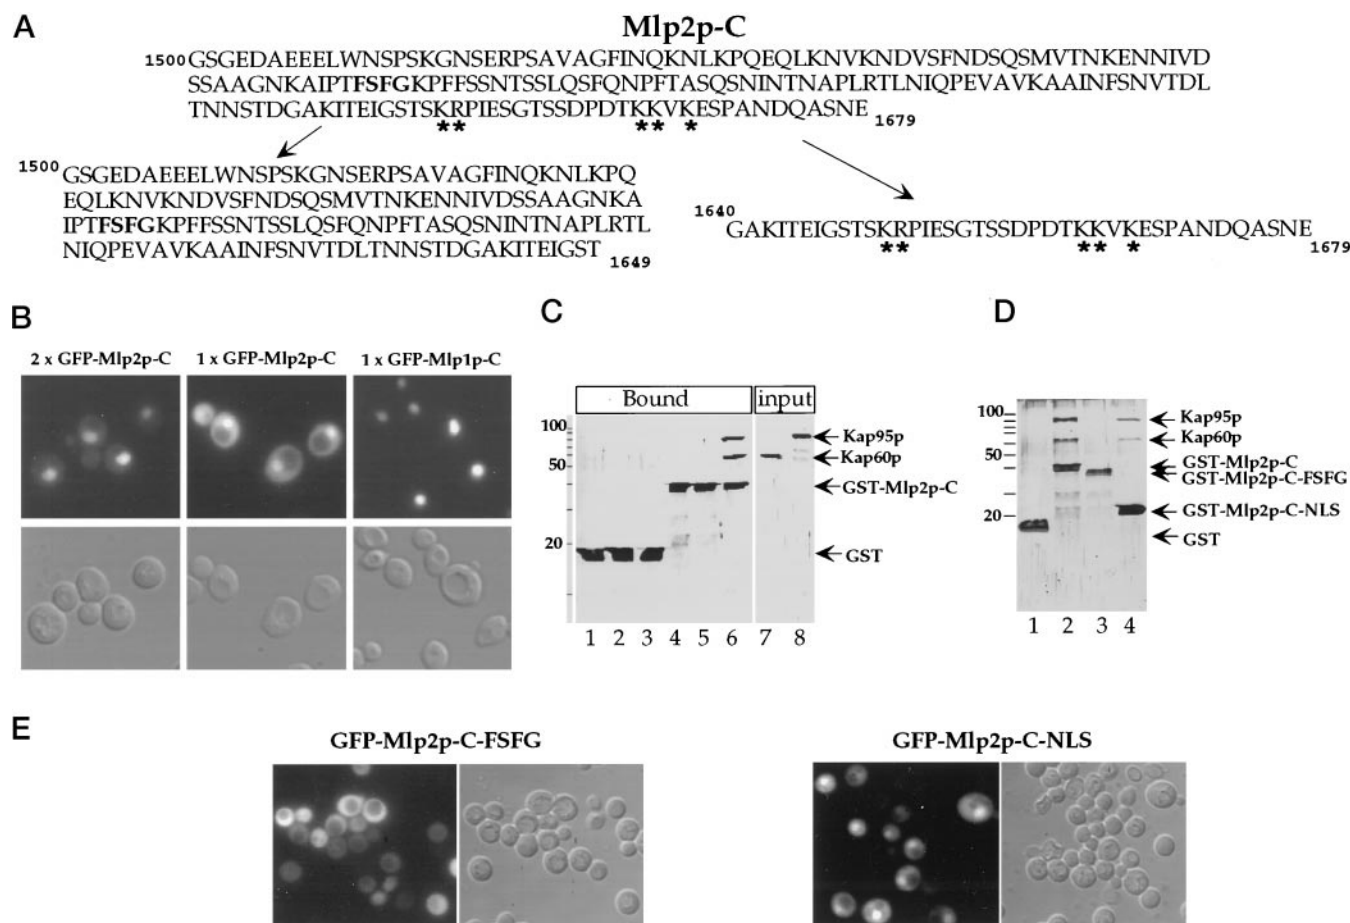 A
Mlp2p-C
1500 GSGEDAEEELWNSPSKGNSERPSAVAGFINQKNLKPQEQLKNVKNDVSFNDSQSMVTNKENNIVD
SSAAGNKAIPTFSFGKPFFSSNTSSLQSFQNPFTASQSNINTNAPLRTLNIQPEVAVKAAINFSNVTDL
TNNSTDGAKITEIGSTSKRPIESGTSSDPDTKKVKESPANDQASNE 1679
** ** *
1500 GSGEDAEEELWNSPSKGNSERPSAVAGFINQKNLKPQ
EQLKNVKNDVSFNDSQSMVTNKENNIVDSSAAGNKA
IPTFSFGKPFFSSNTSSLQSFQNPFTASQSNINTNAPLRTL
NIQPEVAVKAAINFSNVTDLTNNSTDGAKITEIGST 1649
1640 GAKITEIGSTSKRPIESGTSSDPDTKKVKESPANDQASNE 1679
** ** *
B
2 x GFP-Mlp2p-C 1 x GFP-Mlp2p-C 1 x GFP-Mlp1p-C
C
Bound input
100
50
20
Kap95p
Kap60p
GST-Mlp2p-C
GST
1 2 3 4 5 6 7 8
D
100
50
20
Kap95p
Kap60p
GST-Mlp2p-C
GST-Mlp2p-C-FSFG
GST-Mlp2p-C-NLS
GST
1 2 3 4
E
GFP-Mlp2p-C-FSFG
GFP-Mlp2p-C-NLS